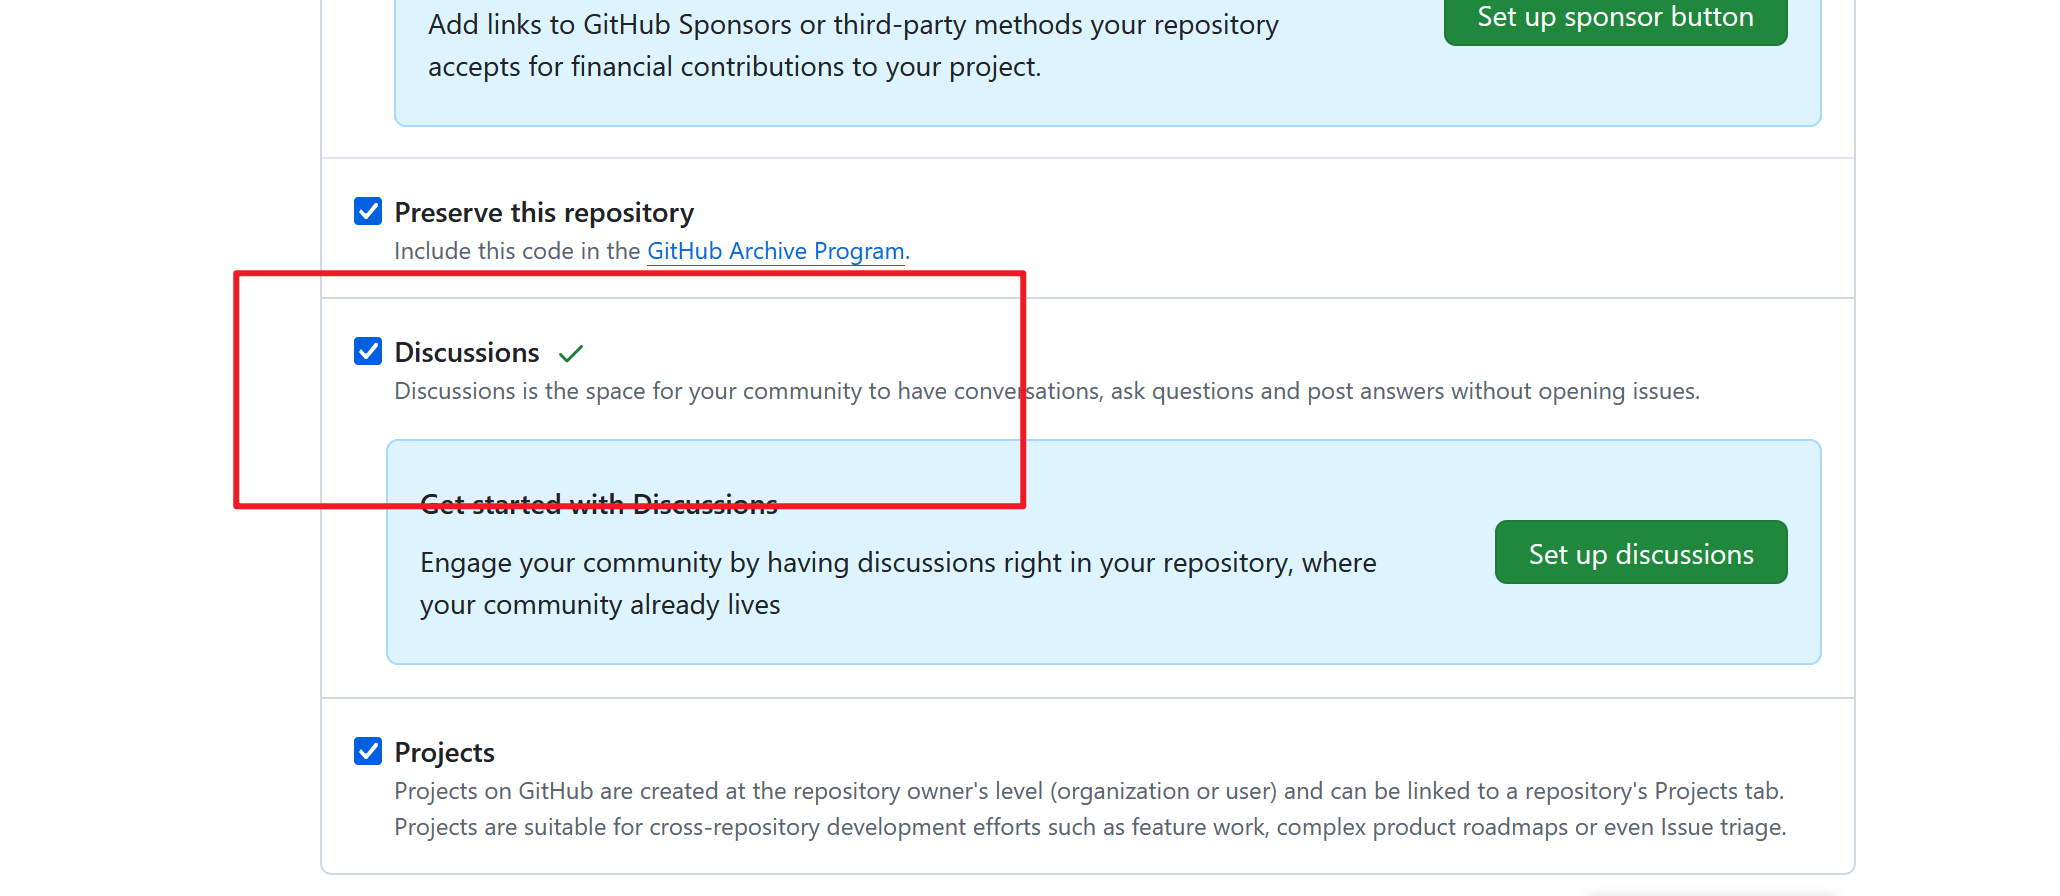 Add links to GitHub Sponsors or third-party methods your repository
accepts for financial contributions to your project.
Set up sponsor button
Preserve this repository
Include this code in the GitHub Archive Program.
Discussions
Discussions is the space for your community to have conversations, ask questions and post answers without opening issues.
Get started with Discussions
Engage your community by having discussions right in your repository, where
your community already lives
Set up discussions
Projects
Projects on GitHub are created at the repository owner's level (organization or user) and can be linked to a repository's Projects tab.
Projects are suitable for cross-repository development efforts such as feature work, complex product roadmaps or even Issue triage.